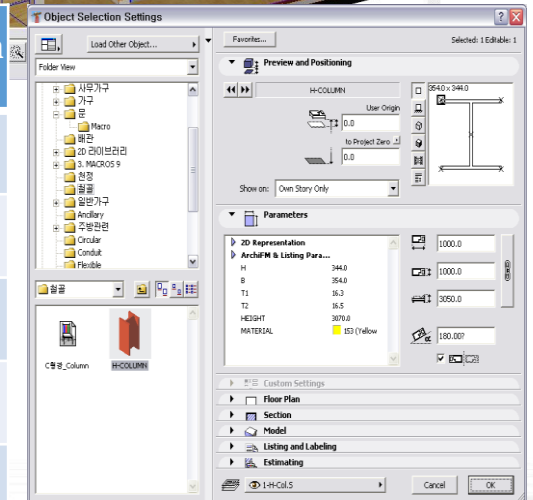 Object Selection Settings
Load Other Object...
Folder View
사무가구
가구
문
Macro
배관
2D 라이브러리
3. MACROS 9
천정
철골
일반가구
Ancillary
주방관련
Circular
Conduit
Flexible
철골
C형강_Column
H-COLUMN
Favorites...
Selected: 1 Editable: 1
Preview and Positioning
H-COLUMN
User Origin
0.0
to Project Zero
0.0
Show on: Own Story Only
354.0 x 344.0
Parameters
2D Representation
ArchiFM & Listing Para...
H 344.0
B 354.0
T1 16.3
T2 16.5
HEIGHT 3070.0
MATERIAL 153 (Yellow
1000.0
1000.0
3050.0
180.00?
Custom Settings
Floor Plan
Section
Model
Listing and Labeling
Estimating
1-H-Col.S
Cancel
OK